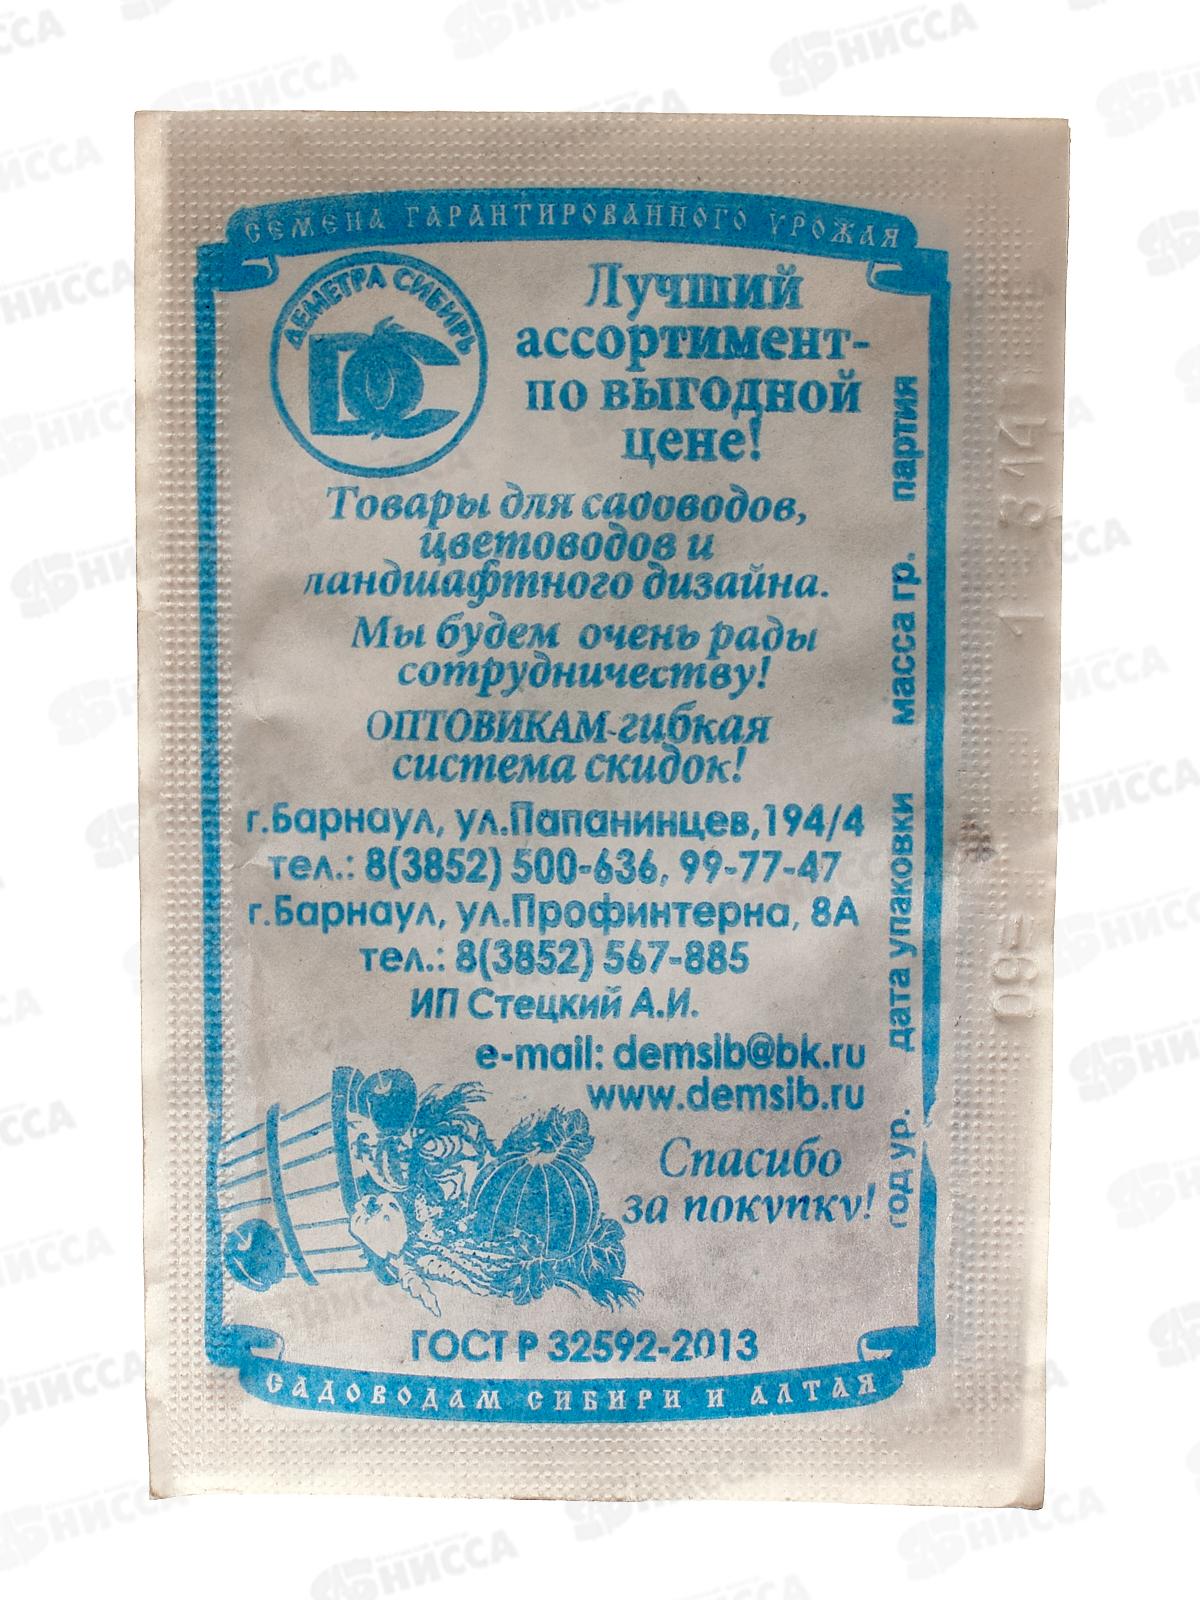 СЕМЕНА ГАРАНТИРОВАННОГО УРОЖАЯ
ДЕМЕТРА СИБИРЬ
DC
Лучший
ассортимент-
по выгодной
цене!
Товары для садоводов,
цветоводов и
ландшафтного дизайна.
Мы будем очень рады
сотрудничеству!
ОПТОВИКАМ-гибкая
система скидок!
г.Барнаул, ул.Папанинцев,194/4
тел.: 8(3852) 500-636, 99-77-47
г.Барнаул, ул.Профинтерна, 8А
тел.: 8(3852) 567-885
ИП Стецкий А.И.
e-mail: demsib@bk.ru
www.demsib.ru
Спасибо
за покупку!
ГОСТ Р 32592-2013
САДОВОДАМ СИБИРИ И АЛТАЯ
год ур. дата упаковки масса гр. партия
НИССА